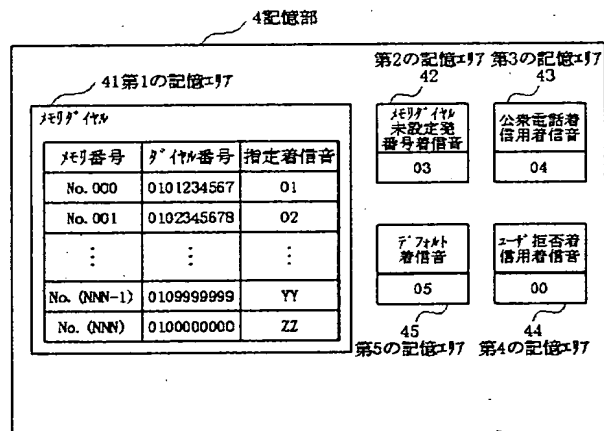 4記憶部
41第1の記憶エリア
メモリダイヤル
メモリ番号 ダイヤル番号 指定着信音
No.000 0101234567 01
No.001 0102345678 02
⋮ ⋮ ⋮
No.(NNN-1) 0109999999 YY
No.(NNN) 0100000000 ZZ
第2の記憶エリア
42
メモリダイヤル
未設定発
番号着信音
03
第3の記憶エリア
43
公衆電話着
信用着信音
04
デフォルト
着信音
05
45
第5の記憶エリア
ユーザ拒否着
信用着信音
00
44
第4の記憶エリア